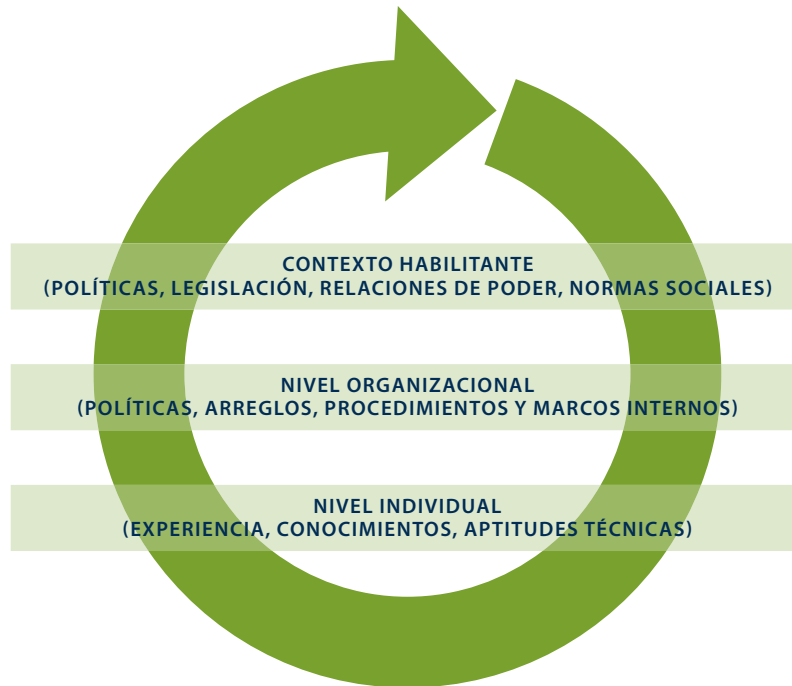 CONTEXTO HABILITANTE
(POLÍTICAS, LEGISLACIÓN, RELACIONES DE PODER, NORMAS SOCIALES)
NIVEL ORGANIZACIONAL
(POLÍTICAS, ARREGLOS, PROCEDIMIENTOS Y MARCOS INTERNOS)
NIVEL INDIVIDUAL
(EXPERIENCIA, CONOCIMIENTOS, APTITUDES TÉCNICAS)